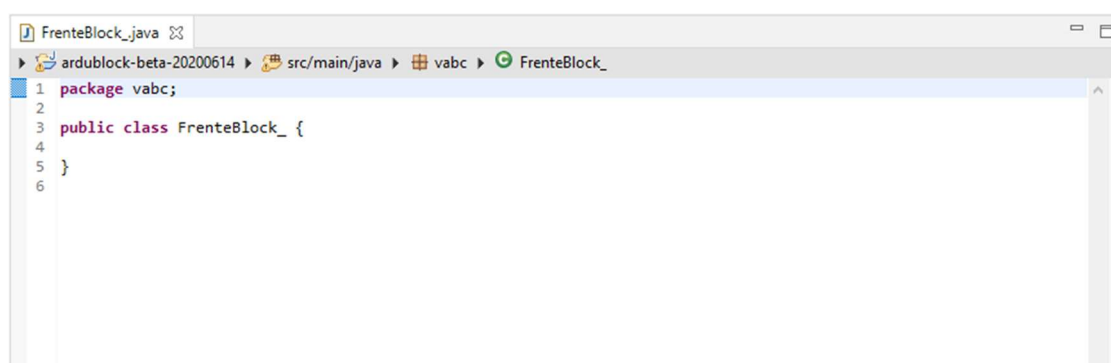 FrenteBlock_.java
ardublock-beta-20200614 src/main/java vabc FrenteBlock_
1 package vabc;
2
3 public class FrenteBlock_ {
4
5 }
6